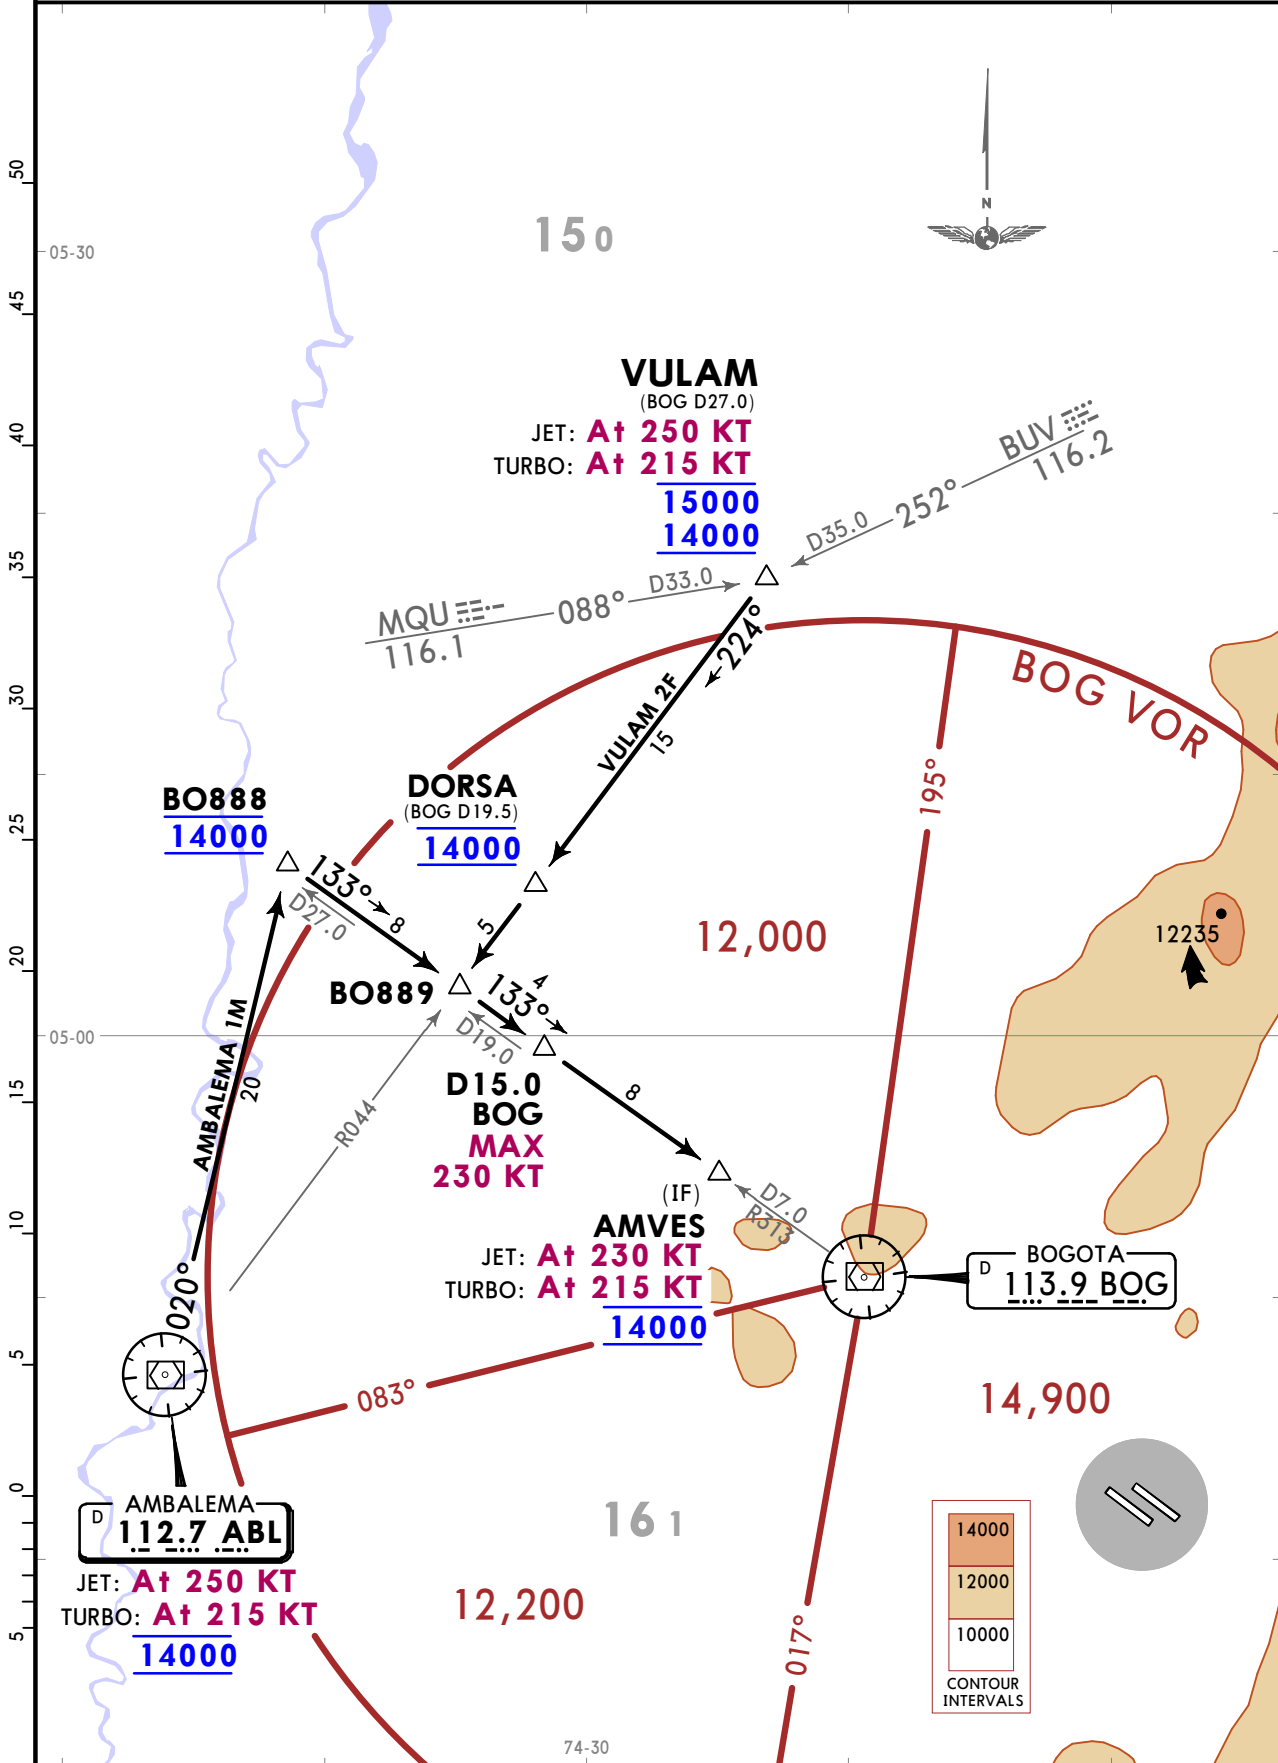 50
45
40
35
30
25
20
15
10
5
0
5
05-30
15 0
N
VULAM
(BOG D27.0)
JET: At 250 KT
TURBO: At 215 KT
15000
14000
BUV
116.2
252°
D35.0
MQU
116.1
088°
D33.0
224°
VULAM 2F
15
BOG VOR
195°
BO888
14000
DORSA
(BOG D19.5)
14000
133°
8
D27.0
5
12,000
12235
BO889
4
133°
D19.0
05-00
AMBALEMA 1M
20
R044
020°
D15.0
BOG
MAX
230 KT
8
(IF)
AMVES
JET: At 230 KT
TURBO: At 215 KT
14000
D7.0
R313
BOGOTA
D 113.9 BOG
083°
14,900
AMBALEMA
D 112.7 ABL
JET: At 250 KT
TURBO: At 215 KT
14000
16 1
12,200
017°
14000
12000
10000
CONTOUR
INTERVALS
74-30